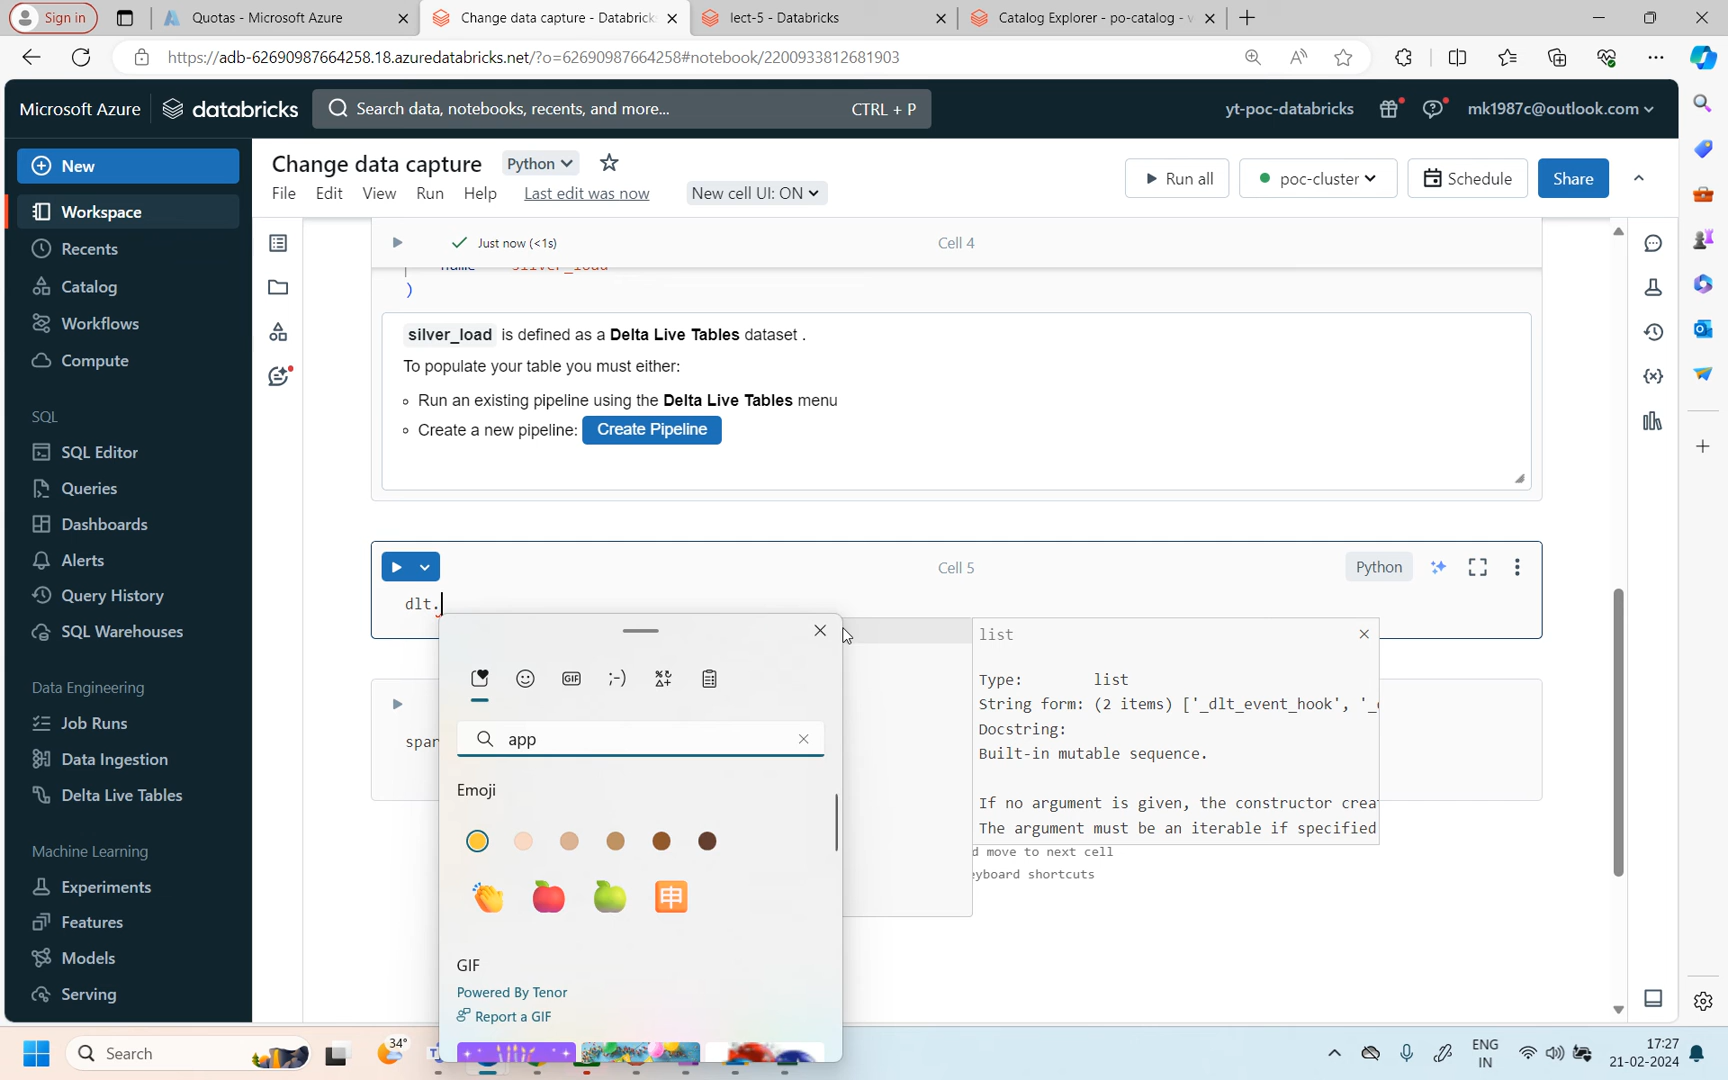 Sign in
Quotas - Microsoft Azure
Change data capture - Databrick
lect-5 - Databricks
Catalog Explorer - po-catalog - v
https://adb-62690987664258.18.azuredatabricks.net/?o=62690987664258#notebook/2200933812681903
Microsoft Azure
databricks
Search data, notebooks, recents, and more...
CTRL + P
yt-poc-databricks
mk1987c@outlook.com
New
Workspace
Recents
Catalog
Workflows
Compute
SQL
SQL Editor
Queries
Dashboards
Alerts
Query History
SQL Warehouses
Data Engineering
Job Runs
Data Ingestion
Delta Live Tables
Machine Learning
Experiments
Features
Models
Serving
Change data capture
Python
File
Edit
View
Run
Help
Last edit was now
New cell UI: ON
Run all
poc-cluster
Schedule
Share
Just now (<1s)
Cell 4
)
silver_load is defined as a Delta Live Tables dataset .
To populate your table you must either:
Run an existing pipeline using the Delta Live Tables menu
Create a new pipeline: Create Pipeline
Cell 5
Python
dlt.
span
app
Emoji
申
GIF
Powered By Tenor
Report a GIF
list
Type: list
String form: (2 items) ['_dlt_event_hook', '_
Docstring:
Built-in mutable sequence.
If no argument is given, the constructor crea
The argument must be an iterable if specified
d move to next cell
yboard shortcuts
Search
34°
ENG
IN
17:27
21-02-2024